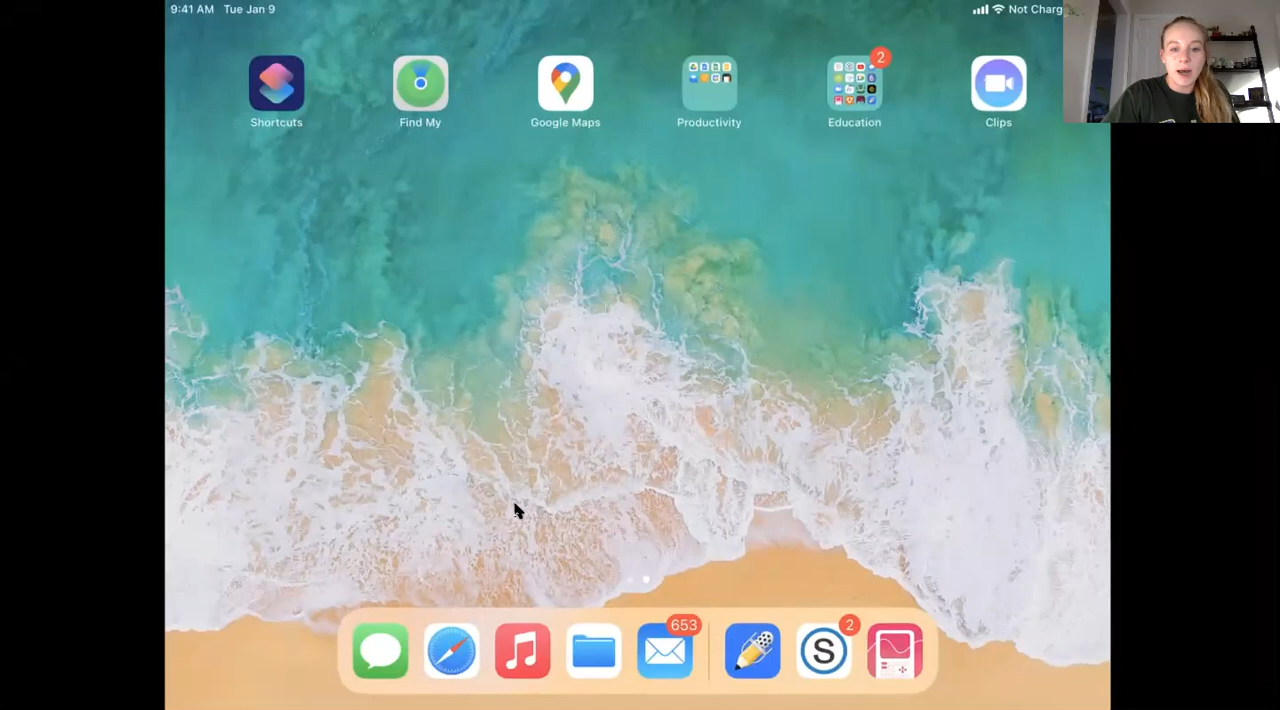 9:41 AM Tue Jan 9
Not Charg
2
Shortcuts
Find My
Google Maps
Productivity
Education
Clips
653
S
2